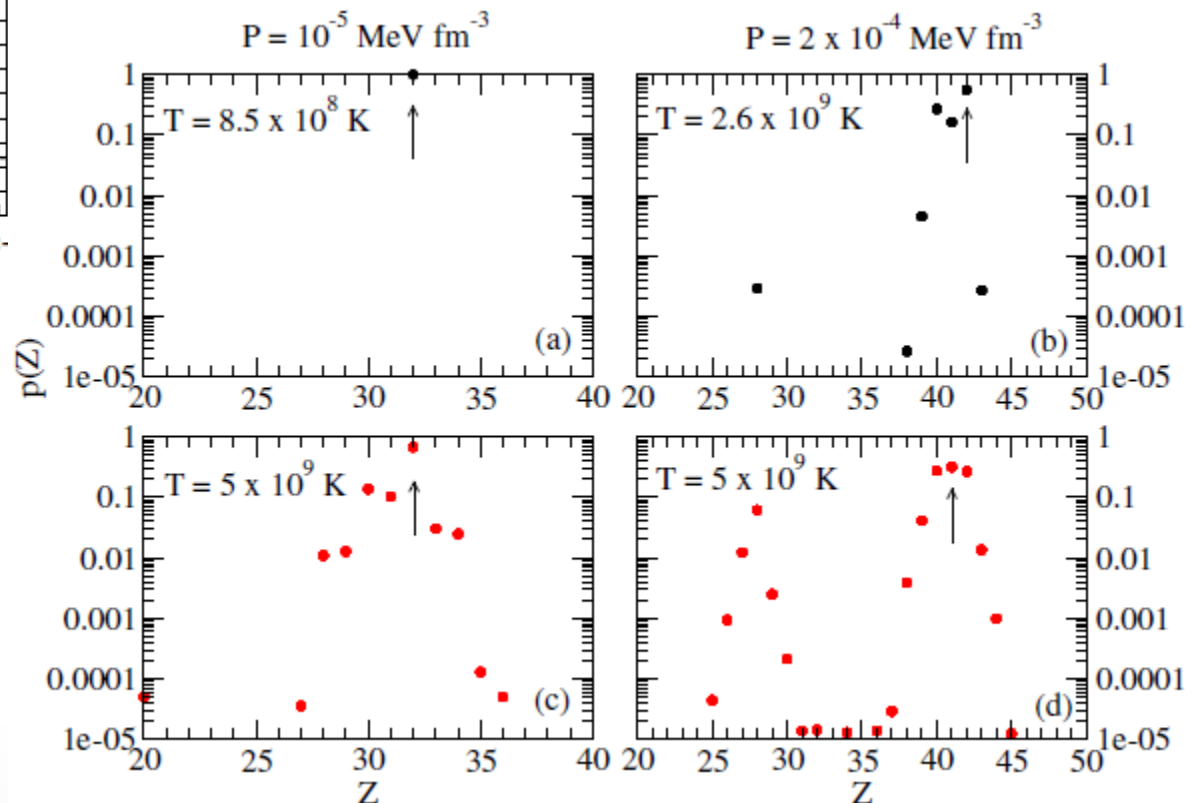 P = 10^-5 MeV fm^-3
P = 2 x 10^-4 MeV fm^-3
T = 8.5 x 10^8 K
(a)
T = 2.6 x 10^9 K
(b)
1
0.1
0.01
0.001
0.0001
1e-05
1
0.1
0.01
0.001
0.0001
1e-05
20 25 30 35 40
20 25 30 35 40 45 50
p(Z)
T = 5 x 10^9 K
(c)
T = 5 x 10^9 K
(d)
1
0.1
0.01
0.001
0.0001
1e-05
1
0.1
0.01
0.001
0.0001
1e-05
20 25 30 35 40
20 25 30 35 40 45 50
Z
Z